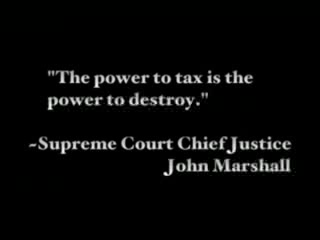 "The power to tax is the
power to destroy."
~Supreme Court Chief Justice
John Marshall